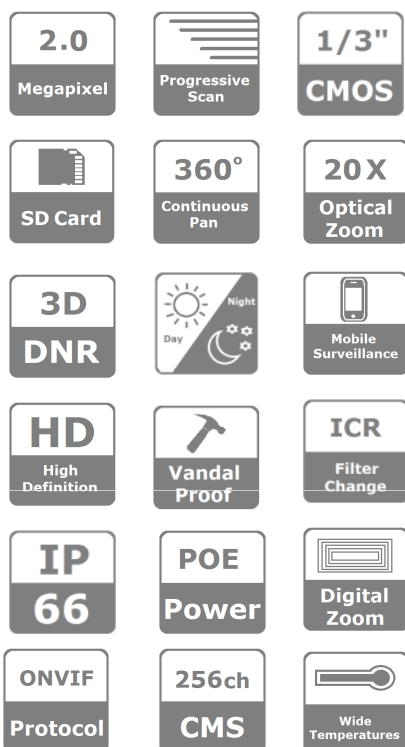 2.0
Megapixel
Progressive
Scan
1/3"
CMOS
SD Card
360°
Continuous
Pan
20X
Optical
Zoom
3D
DNR
Day
Night
Mobile
Surveillance
HD
High
Definition
Vandal
Proof
ICR
Filter
Change
IP
66
POE
Power
Digital
Zoom
ONVIF
Protocol
256ch
CMS
Wide
Temperatures